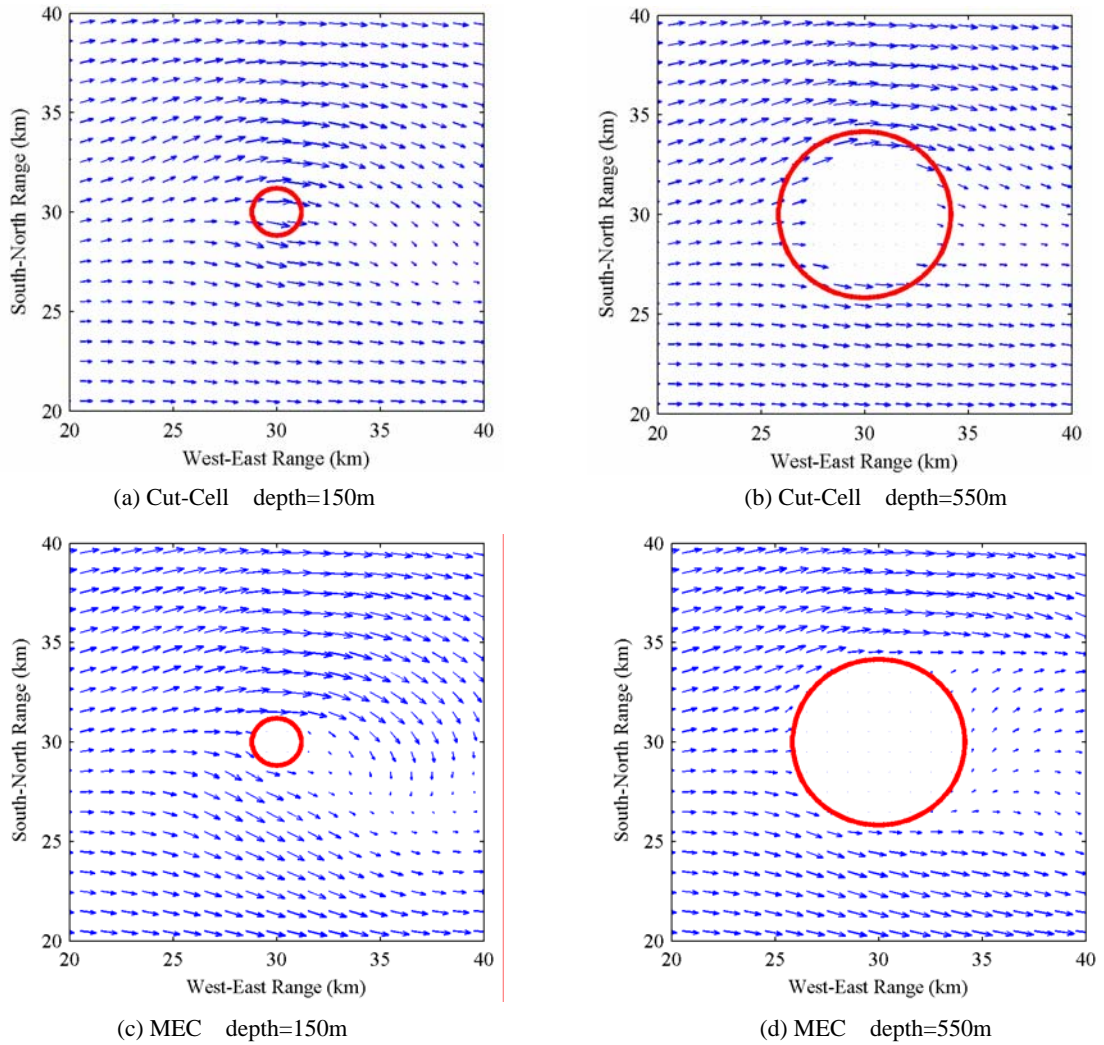 40
35
30
25
20
South-North Range (km)
20 25 30 35 40
West-East Range (km)
(a) Cut-Cell depth=150m
40
35
30
25
20
South-North Range (km)
20 25 30 35 40
West-East Range (km)
(b) Cut-Cell depth=550m
40
35
30
25
20
South-North Range (km)
20 25 30 35 40
West-East Range (km)
(c) MEC depth=150m
40
35
30
25
20
South-North Range (km)
20 25 30 35 40
West-East Range (km)
(d) MEC depth=550m